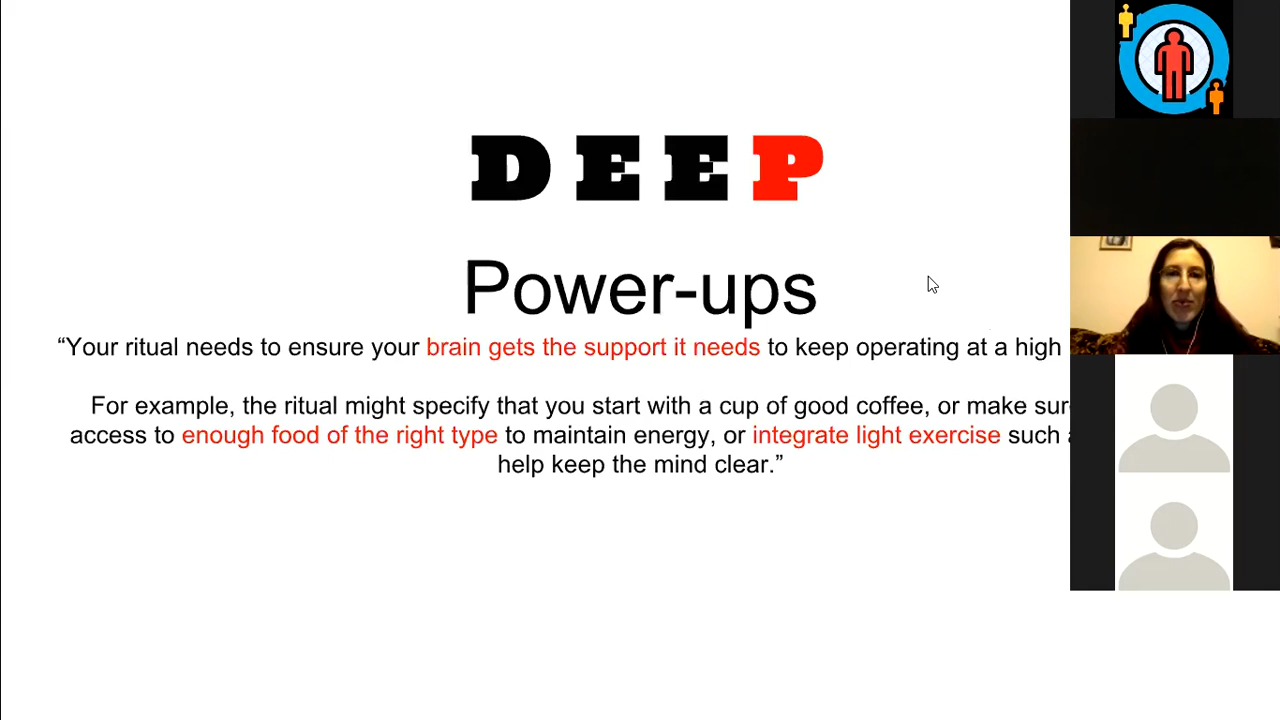 DEEP
Power-ups
“Your ritual needs to ensure your brain gets the support it needs to keep operating at a high
For example, the ritual might specify that you start with a cup of good coffee, or make sure
access to enough food of the right type to maintain energy, or integrate light exercise such
help keep the mind clear.”